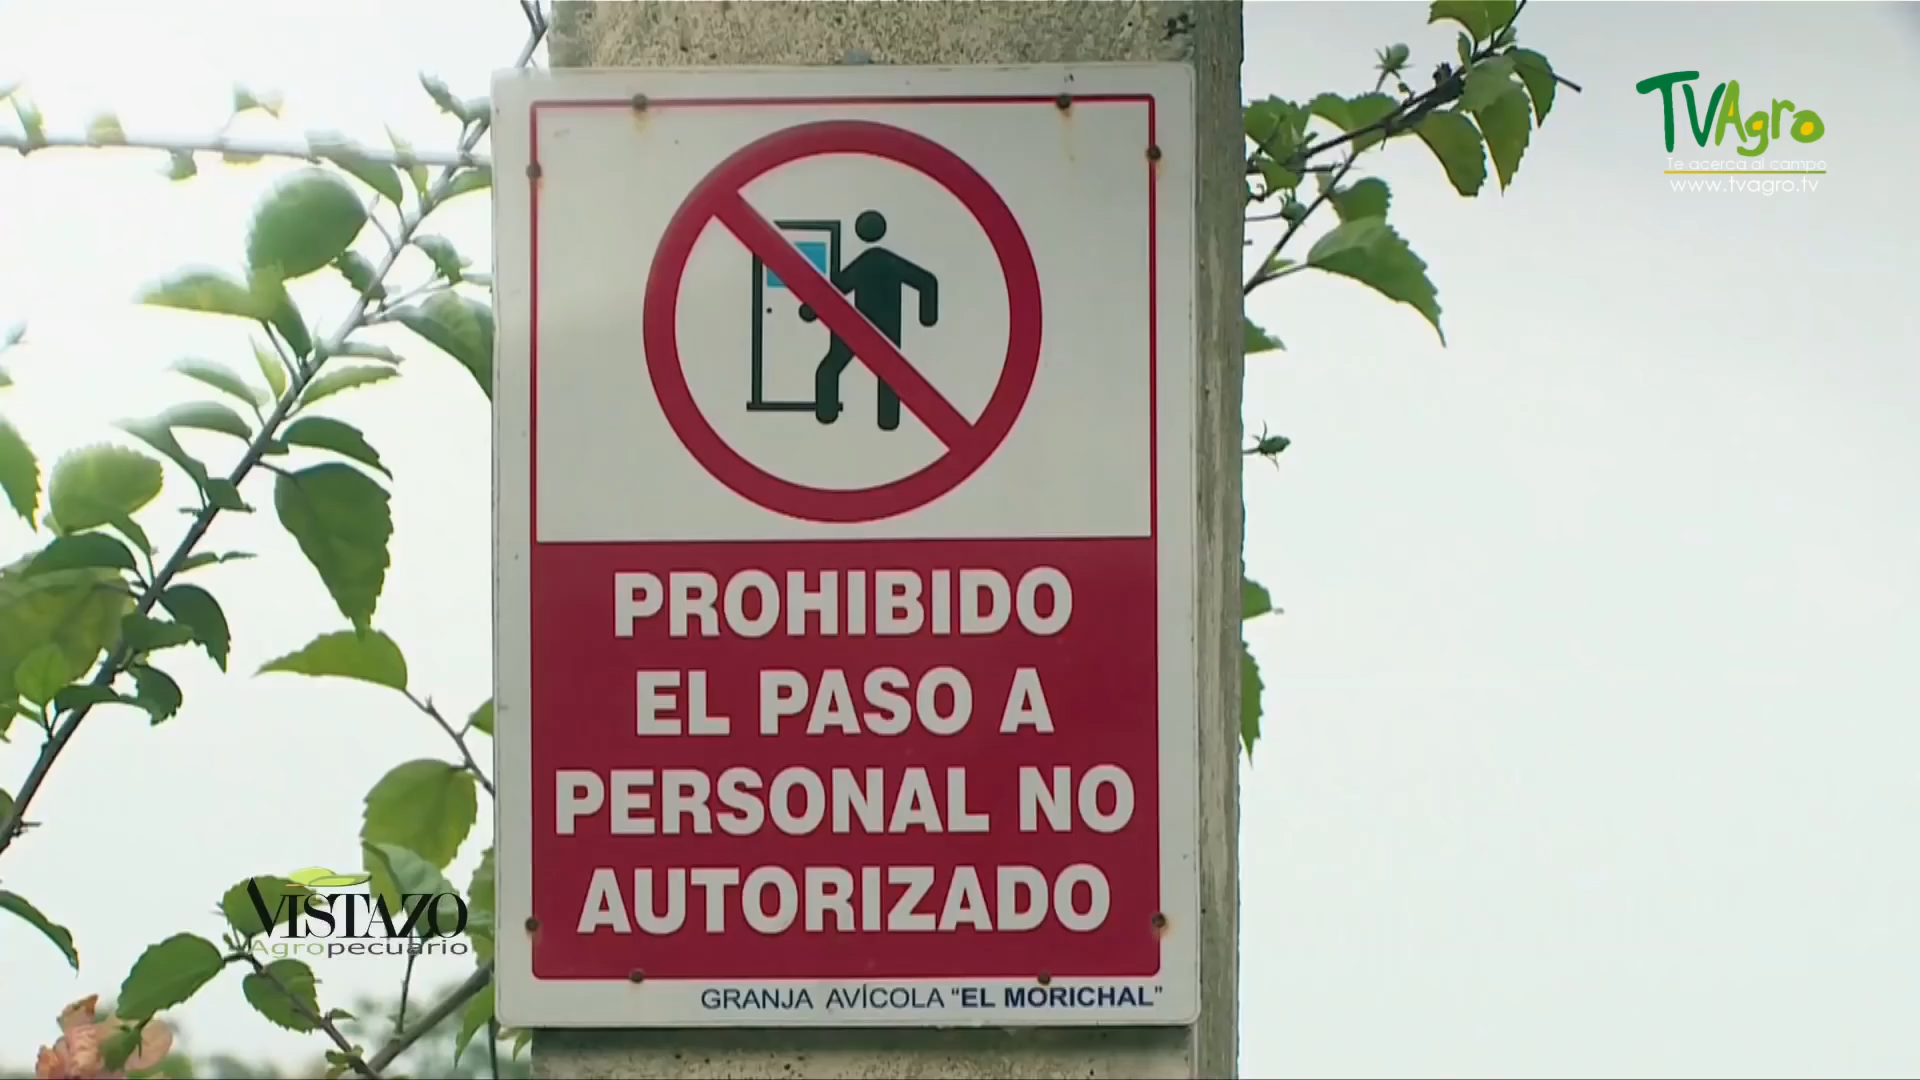 TVAgro
Te acerca al campo
www.tvagro.tv
PROHIBIDO
EL PASO A
PERSONAL NO
AUTORIZADO
VISTAZO
Agropecuario
GRANJA AVÍCOLA "EL MORICHAL"